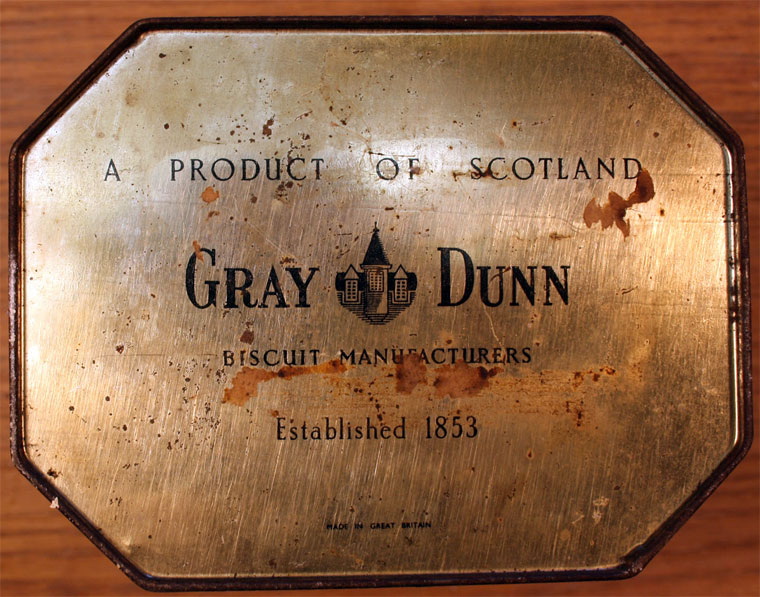 A PRODUCT OF SCOTLAND
GRAY DUNN
BISCUIT MANUFACTURERS
Established 1853
MADE IN GREAT BRITAIN